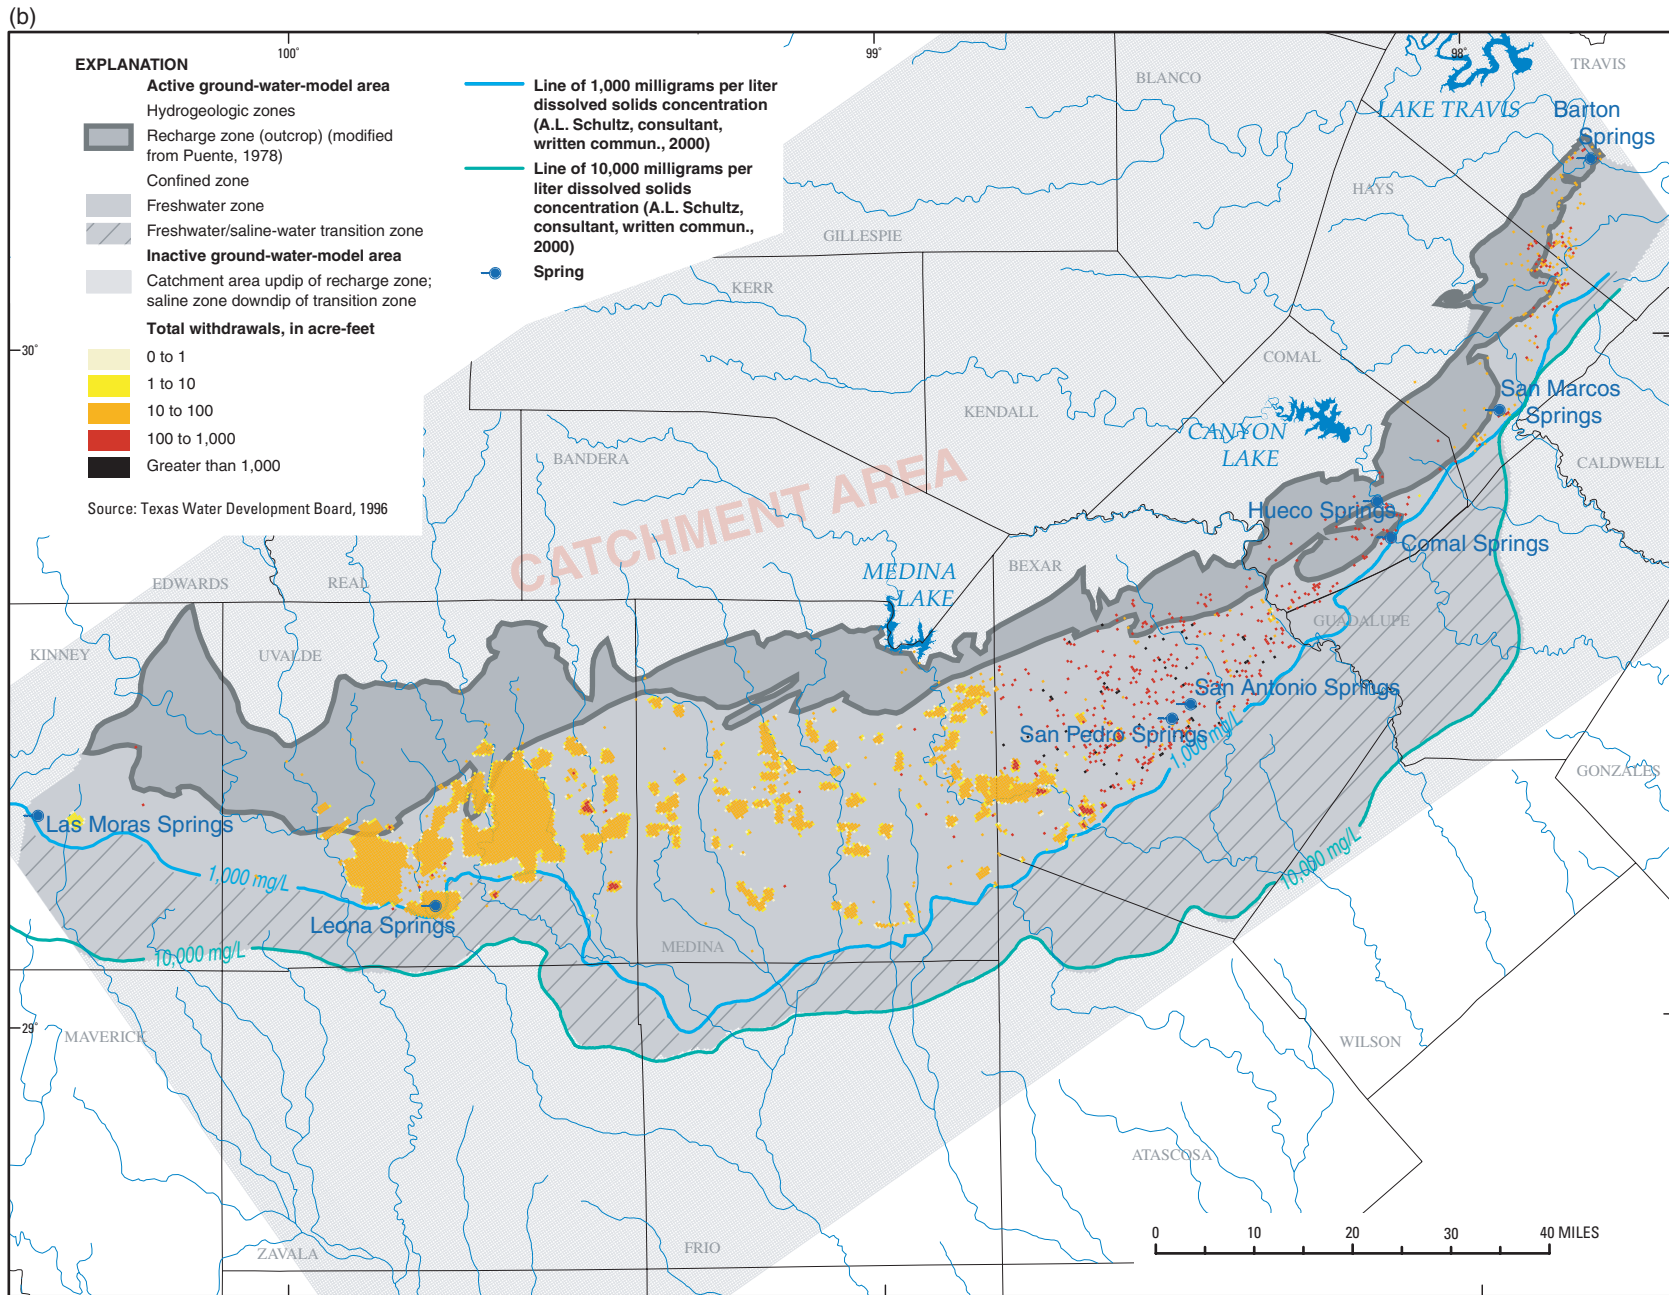 (b)
100°
99°
98°
EXPLANATION
Active ground-water-model area
Hydrogeologic zones
Recharge zone (outcrop) (modified
from Puente, 1978)
Confined zone
Freshwater zone
Freshwater/saline-water transition zone
Inactive ground-water-model area
Catchment area updip of recharge zone;
saline zone downdip of transition zone
Total withdrawals, in acre-feet
0 to 1
1 to 10
10 to 100
100 to 1,000
Greater than 1,000
Source: Texas Water Development Board, 1996
Line of 1,000 milligrams per liter
dissolved solids concentration
(A.L. Schultz, consultant,
written commun., 2000)
Line of 10,000 milligrams per
liter dissolved solids
concentration (A.L. Schultz,
consultant, written commun.,
2000)
Spring
BLANCO
TRAVIS
LAKE TRAVIS
Barton
Springs
HAYS
GILLESPIE
KERR
30°
COMAL
San Marcos
Springs
KENDALL
CANYON
LAKE
BANDERA
CALDWELL
CATCHMENT AREA
Hueco Springs
Comal Springs
EDWARDS
REAL
MEDINA
LAKE
BEXAR
GUADALUPE
KINNEY
UVALDE
San Antonio Springs
San Pedro Springs
1,000 mg/L
GONZALES
Las Moras Springs
1,000 mg/L
10,000 mg/L
Leona Springs
10,000 mg/L
MEDINA
29°
MAVERICK
WILSON
ATASCOSA
ZAVALA
FRIO
0
10
20
30
40 MILES